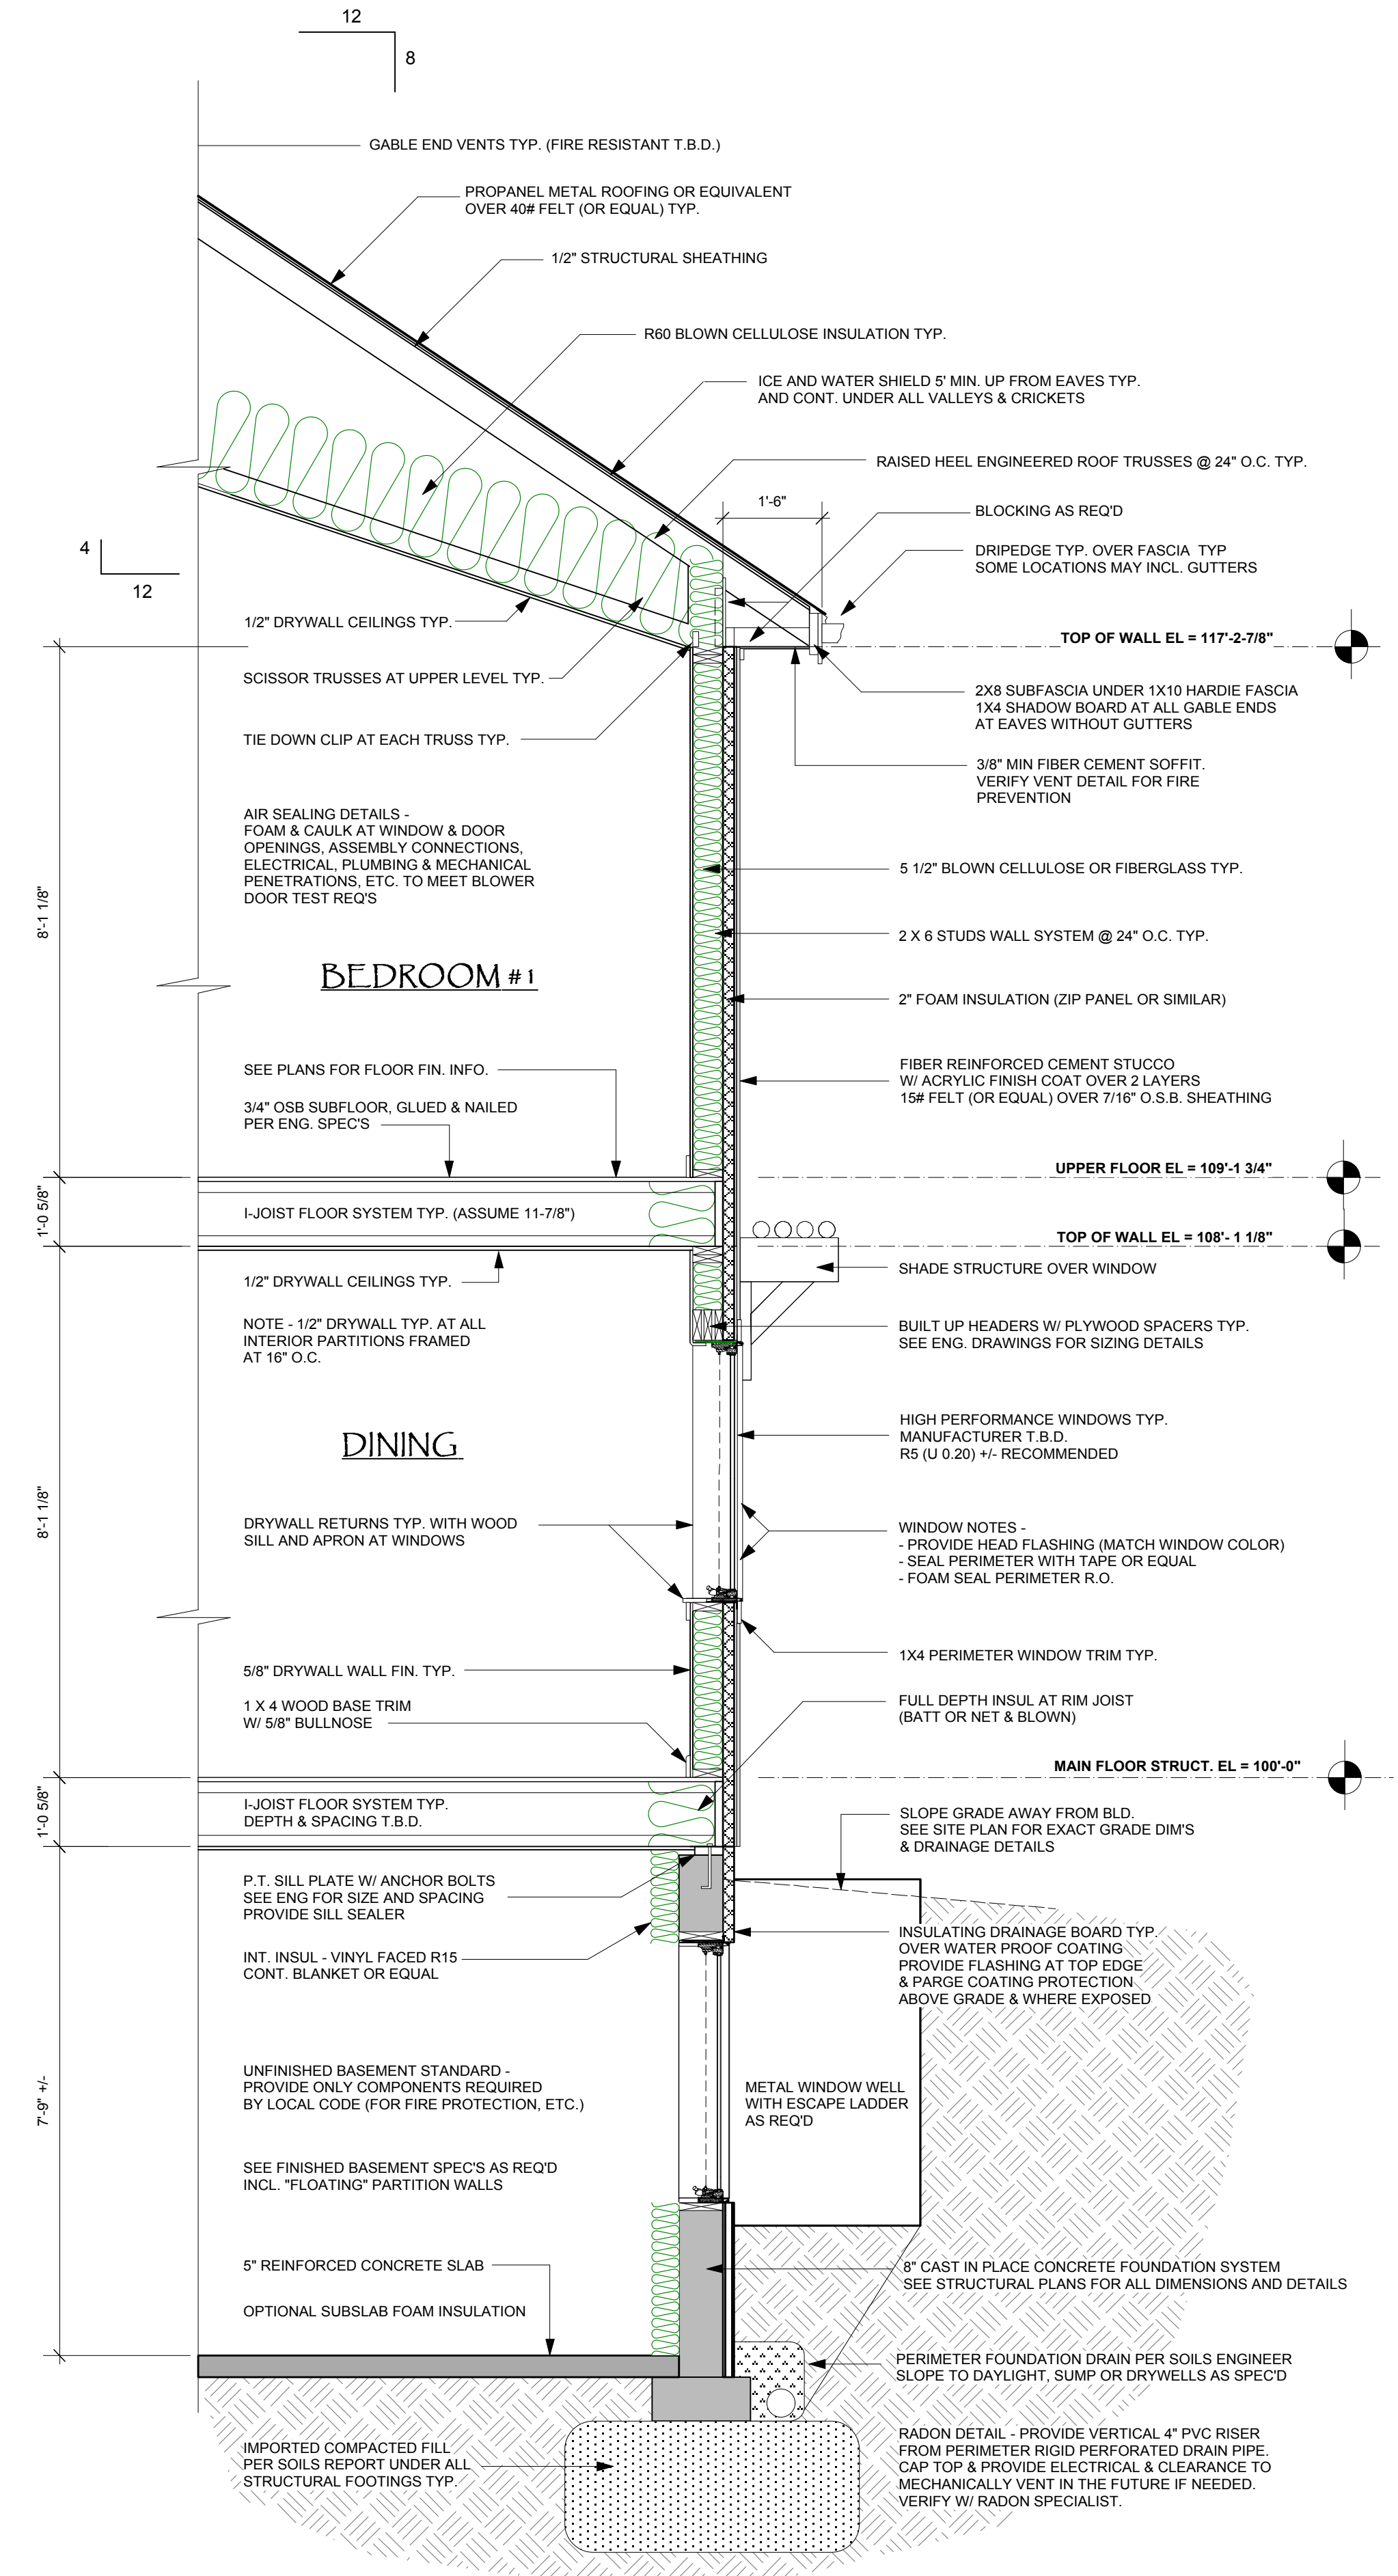 12
8
GABLE END VENTS TYP. (FIRE RESISTANT T.B.D.)
PROPANEL METAL ROOFING OR EQUIVALENT
OVER 40# FELT (OR EQUAL) TYP.
1/2" STRUCTURAL SHEATHING
R60 BLOWN CELLULOSE INSULATION TYP.
ICE AND WATER SHIELD 5' MIN. UP FROM EAVES TYP.
AND CONT. UNDER ALL VALLEYS & CRICKETS
RAISED HEEL ENGINEERED ROOF TRUSSES @ 24" O.C. TYP.
1'-6"
BLOCKING AS REQ'D
4
12
DRIPEDGE TYP. OVER FASCIA TYP
SOME LOCATIONS MAY INCL. GUTTERS
1/2" DRYWALL CEILINGS TYP.
TOP OF WALL EL = 117'-2-7/8"
SCISSOR TRUSSES AT UPPER LEVEL TYP.
2X8 SUBFASCIA UNDER 1X10 HARDIE FASCIA
1X4 SHADOW BOARD AT ALL GABLE ENDS
AT EAVES WITHOUT GUTTERS
TIE DOWN CLIP AT EACH TRUSS TYP.
3/8" MIN FIBER CEMENT SOFFIT.
VERIFY VENT DETAIL FOR FIRE
PREVENTION
AIR SEALING DETAILS -
FOAM & CAULK AT WINDOW & DOOR
OPENINGS, ASSEMBLY CONNECTIONS,
ELECTRICAL, PLUMBING & MECHANICAL
PENETRATIONS, ETC. TO MEET BLOWER
DOOR TEST REQ'S
5 1/2" BLOWN CELLULOSE OR FIBERGLASS TYP.
8'-1 1/8"
2 X 6 STUDS WALL SYSTEM @ 24" O.C. TYP.
BEDROOM #1
2" FOAM INSULATION (ZIP PANEL OR SIMILAR)
SEE PLANS FOR FLOOR FIN. INFO.
FIBER REINFORCED CEMENT STUCCO
W/ ACRYLIC FINISH COAT OVER 2 LAYERS
15# FELT (OR EQUAL) OVER 7/16" O.S.B. SHEATHING
3/4" OSB SUBFLOOR, GLUED & NAILED
PER ENG. SPEC'S
UPPER FLOOR EL = 109'-1 3/4"
1'-0 5/8"
I-JOIST FLOOR SYSTEM TYP. (ASSUME 11-7/8")
TOP OF WALL EL = 108'- 1 1/8"
SHADE STRUCTURE OVER WINDOW
1/2" DRYWALL CEILINGS TYP.
NOTE - 1/2" DRYWALL TYP. AT ALL
INTERIOR PARTITIONS FRAMED
AT 16" O.C.
BUILT UP HEADERS W/ PLYWOOD SPACERS TYP.
SEE ENG. DRAWINGS FOR SIZING DETAILS
DINING
HIGH PERFORMANCE WINDOWS TYP.
MANUFACTURER T.B.D.
R5 (U 0.20) +/- RECOMMENDED
8'-1 1/8"
DRYWALL RETURNS TYP. WITH WOOD
SILL AND APRON AT WINDOWS
WINDOW NOTES -
- PROVIDE HEAD FLASHING (MATCH WINDOW COLOR)
- SEAL PERIMETER WITH TAPE OR EQUAL
- FOAM SEAL PERIMETER R.O.
1X4 PERIMETER WINDOW TRIM TYP.
5/8" DRYWALL WALL FIN. TYP.
1 X 4 WOOD BASE TRIM
W/ 5/8" BULLNOSE
FULL DEPTH INSUL AT RIM JOIST
(BATT OR NET & BLOWN)
MAIN FLOOR STRUCT. EL = 100'-0"
1'-0 5/8"
I-JOIST FLOOR SYSTEM TYP.
DEPTH & SPACING T.B.D.
SLOPE GRADE AWAY FROM BLD.
SEE SITE PLAN FOR EXACT GRADE DIM'S
& DRAINAGE DETAILS
P.T. SILL PLATE W/ ANCHOR BOLTS
SEE ENG FOR SIZE AND SPACING
PROVIDE SILL SEALER
INT. INSUL - VINYL FACED R15
CONT. BLANKET OR EQUAL
INSULATING DRAINAGE BOARD TYP.
OVER WATER PROOF COATING
PROVIDE FLASHING AT TOP EDGE
& PARGE COATING PROTECTION
ABOVE GRADE & WHERE EXPOSED
7'-9" +/-
UNFINISHED BASEMENT STANDARD -
PROVIDE ONLY COMPONENTS REQUIRED
BY LOCAL CODE (FOR FIRE PROTECTION, ETC.)
METAL WINDOW WELL
WITH ESCAPE LADDER
AS REQ'D
SEE FINISHED BASEMENT SPEC'S AS REQ'D
INCL. "FLOATING" PARTITION WALLS
5" REINFORCED CONCRETE SLAB
8" CAST IN PLACE CONCRETE FOUNDATION SYSTEM
SEE STRUCTURAL PLANS FOR ALL DIMENSIONS AND DETAILS
OPTIONAL SUBSLAB FOAM INSULATION
PERIMETER FOUNDATION DRAIN PER SOILS ENGINEER
SLOPE TO DAYLIGHT, SUMP OR DRYWELLS AS SPEC'D
IMPORTED COMPACTED FILL
PER SOILS REPORT UNDER ALL
STRUCTURAL FOOTINGS TYP.
RADON DETAIL - PROVIDE VERTICAL 4" PVC RISER
FROM PERIMETER RIGID PERFORATED DRAIN PIPE.
CAP TOP & PROVIDE ELECTRICAL & CLEARANCE TO
MECHANICALLY VENT IN THE FUTURE IF NEEDED.
VERIFY W/ RADON SPECIALIST.